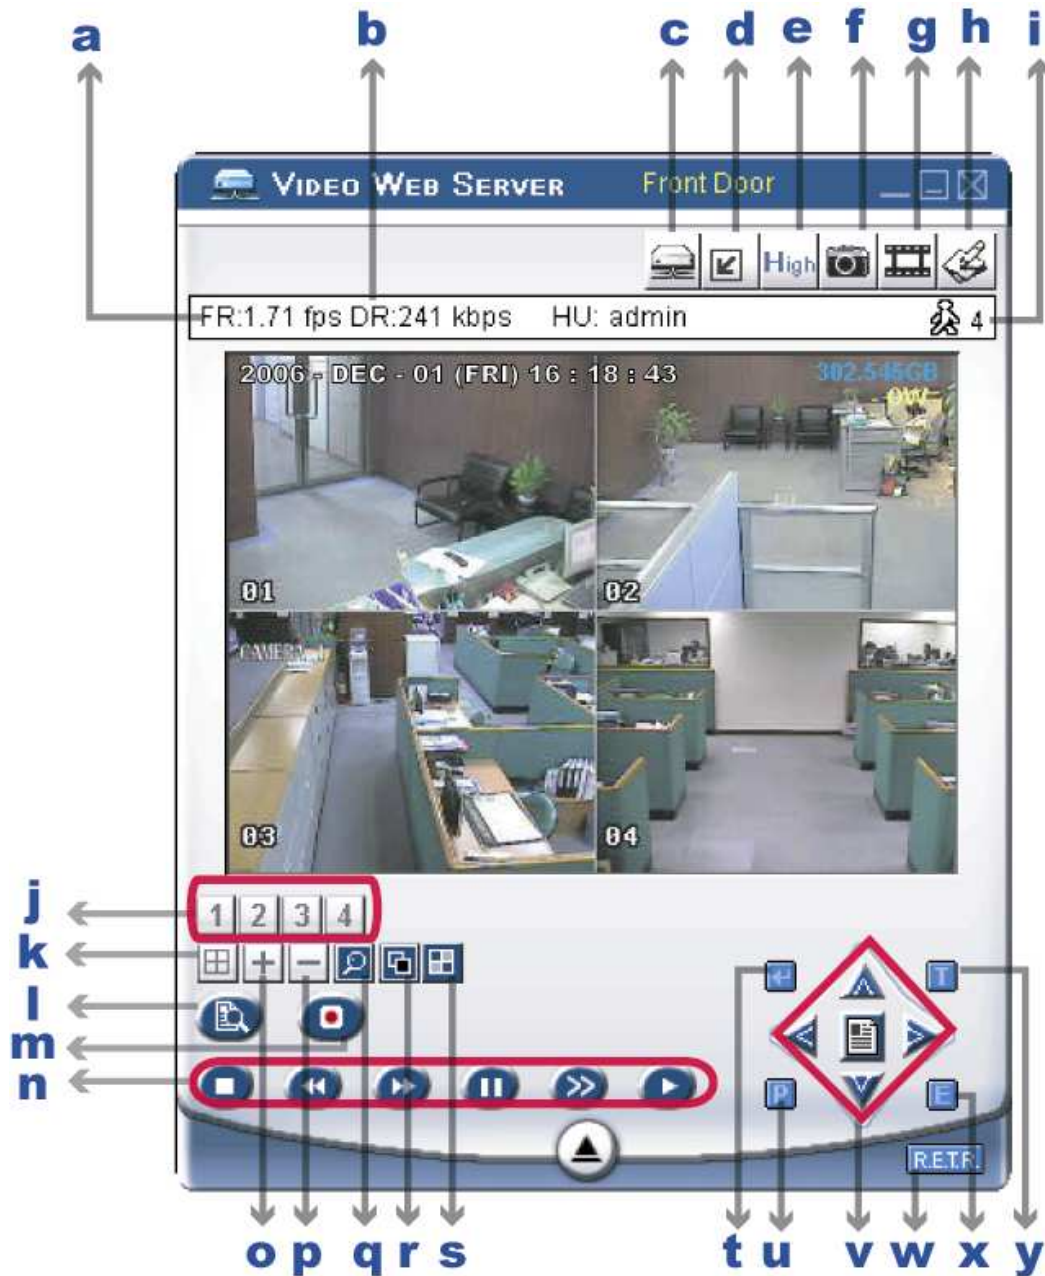 a b c d e f g h i
VIDEO WEB SERVER Front Door
High
FR:1.71 fps DR:241 kbps HU: admin 4
2006 - DEC - 01 (FRI) 16 : 18 : 43 302.545GB
OW
01 02
CAMERA
03 04
j 1 2 3 4
k
l
m
n
T
P E
R.E.T.R.
o p q r s t u v w x y